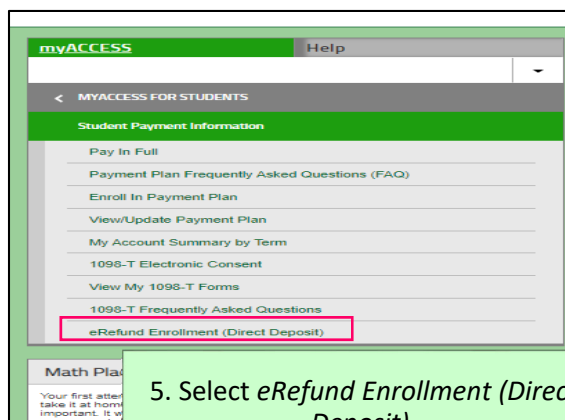 myACCESS Help
< MYACCESS FOR STUDENTS
Student Payment Information
Pay In Full
Payment Plan Frequently Asked Questions (FAQ)
Enroll In Payment Plan
View/Update Payment Plan
My Account Summary by Term
1098-T Electronic Consent
View My 1098-T Forms
1098-T Frequently Asked Questions
eRefund Enrollment (Direct Deposit)
Math Pla
Your first atte
take it at hom
important. It w
5. Select eRefund Enrollment (Direc
Deposit)